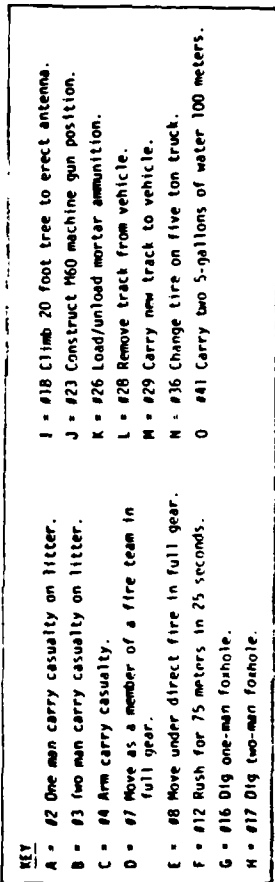 KEY
A = #2 One man carry casualty on litter.
B = #3 Two man carry casualty on litter.
C = #4 Arm carry casualty.
D = #7 Move as a member of a fire team in
full gear.
E = #8 Move under direct fire in full gear.
F = #12 Rush for 75 meters in 25 seconds.
G = #16 Dig one-man foxhole.
H = #17 Dig two-man foxhole.
I = #18 Climb 20 foot tree to erect antenna.
J = #23 Construct M60 machine gun position.
K = #26 Load/unload mortar ammunition.
L = #28 Remove track from vehicle.
M = #29 Carry new track to vehicle.
N = #36 Change tire on five ton truck.
O #41 Carry two 5-gallons of water 100 meters.